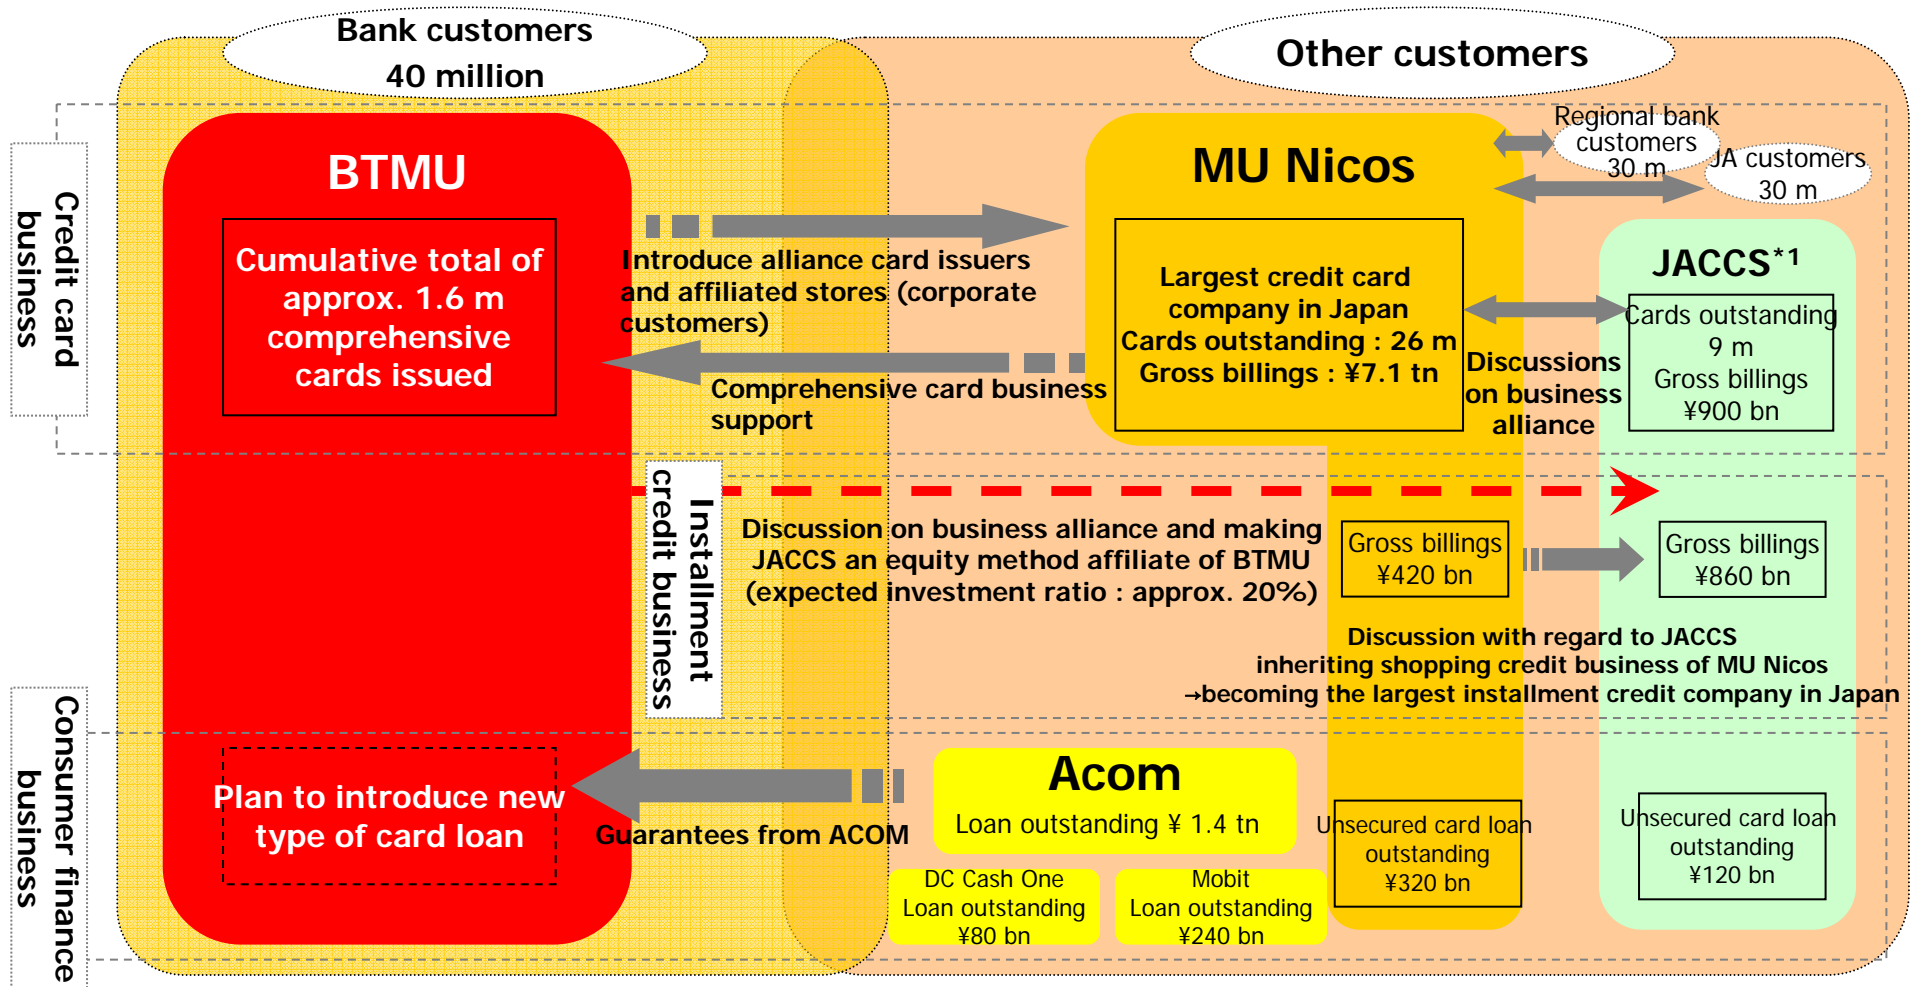 Bank customers
40 million
Other customers
Credit card
business
BTMU
Cumulative total of
approx. 1.6 m
comprehensive
cards issued
Introduce alliance card issuers
and affiliated stores (corporate
customers)
Comprehensive card business
support
MU Nicos
Largest credit card
company in Japan
Cards outstanding : 26 m
Gross billings : ¥7.1 tn
Regional bank
customers
30 m
JA customers
30 m
JACCS*1
Cards outstanding
9 m
Gross billings
¥900 bn
Discussions
on business
alliance
Installment
credit business
Discussion on business alliance and making
JACCS an equity method affiliate of BTMU
(expected investment ratio : approx. 20%)
Gross billings
¥420 bn
Gross billings
¥860 bn
Discussion with regard to JACCS
inheriting shopping credit business of MU Nicos
→becoming the largest installment credit company in Japan
Consumer finance
business
Plan to introduce new
type of card loan
Guarantees from ACOM
Acom
Loan outstanding ¥ 1.4 tn
DC Cash One
Loan outstanding
¥80 bn
Mobit
Loan outstanding
¥240 bn
Unsecured card loan
outstanding
¥320 bn
Unsecured card loan
outstanding
¥120 bn